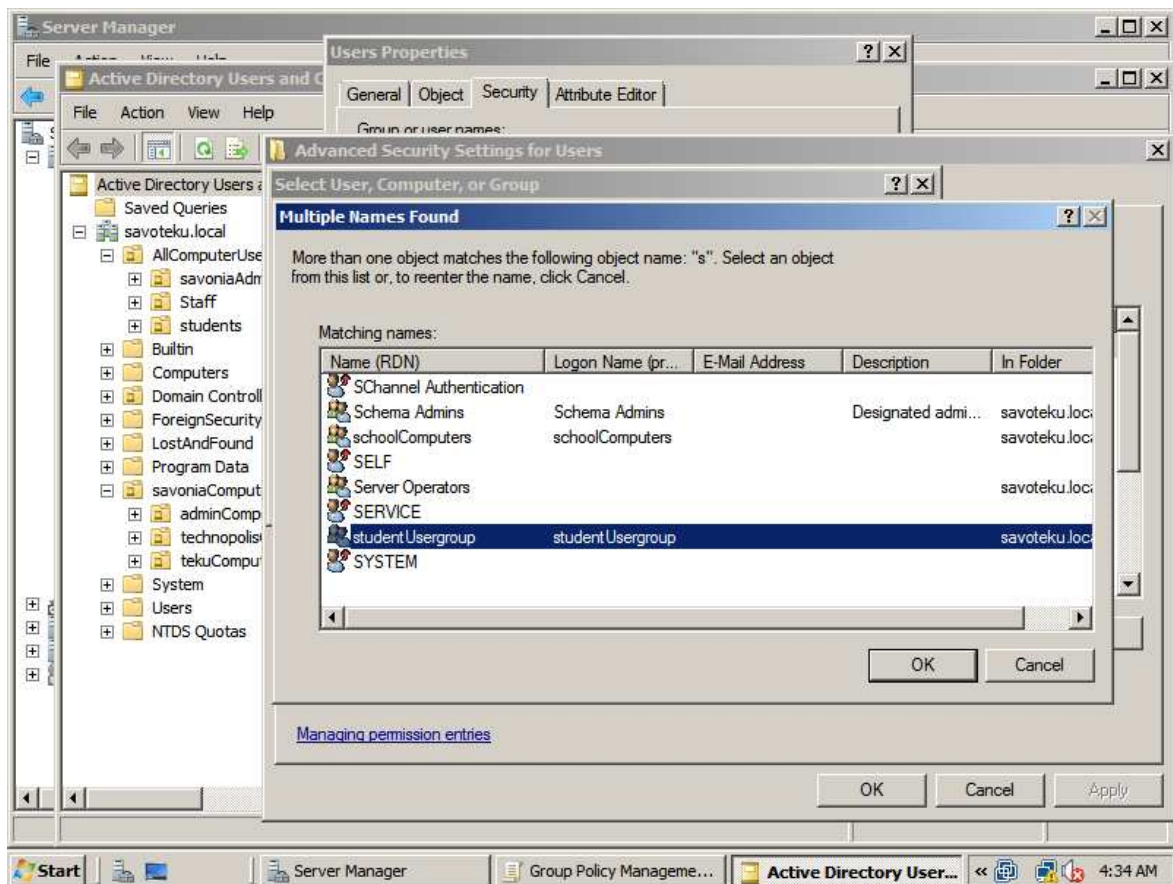 Server Manager
File Action View Help
Users Properties
General Object Security Attribute Editor
Group or user names:
Active Directory Users and C
File Action View Help
Advanced Security Settings for Users
Select User, Computer, or Group
Multiple Names Found
More than one object matches the following object name: "s". Select an object
from this list or, to reenter the name, click Cancel.
Matching names:
Name (RDN) Logon Name (pr... E-Mail Address Description In Folder
SChannel Authentication
Schema Admins Schema Admins Designated admi... savoteku.loca
schoolComputers schoolComputers savoteku.loca
SELF
Server Operators savoteku.loca
SERVICE
studentUsergroup studentUsergroup savoteku.loca
SYSTEM
OK Cancel
Managing permission entries
OK Cancel Apply
Active Directory Users a
Saved Queries
savoteku.local
AllComputerUse
savoniaAdm
Staff
students
Builtin
Computers
Domain Controll
ForeignSecurity
LostAndFound
Program Data
savoniaComput
adminComp
technopolis
tekuComput
System
Users
NTDS Quotas
Start Server Manager Group Policy Manageme... Active Directory User... « 4:34 AM